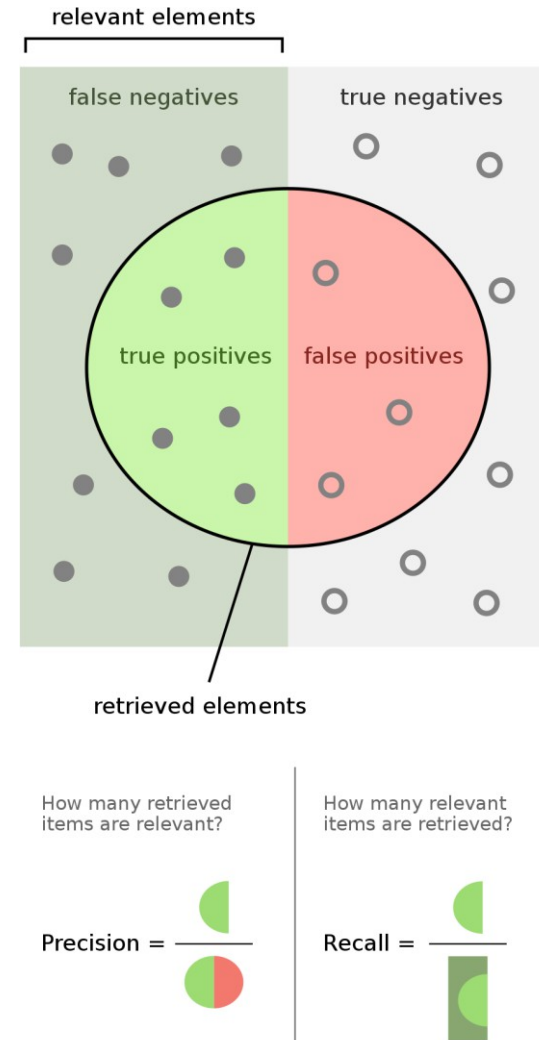 relevant elements
false negatives
true negatives
true positives
false positives
retrieved elements
How many retrieved
items are relevant?
Precision =
How many relevant
items are retrieved?
Recall =